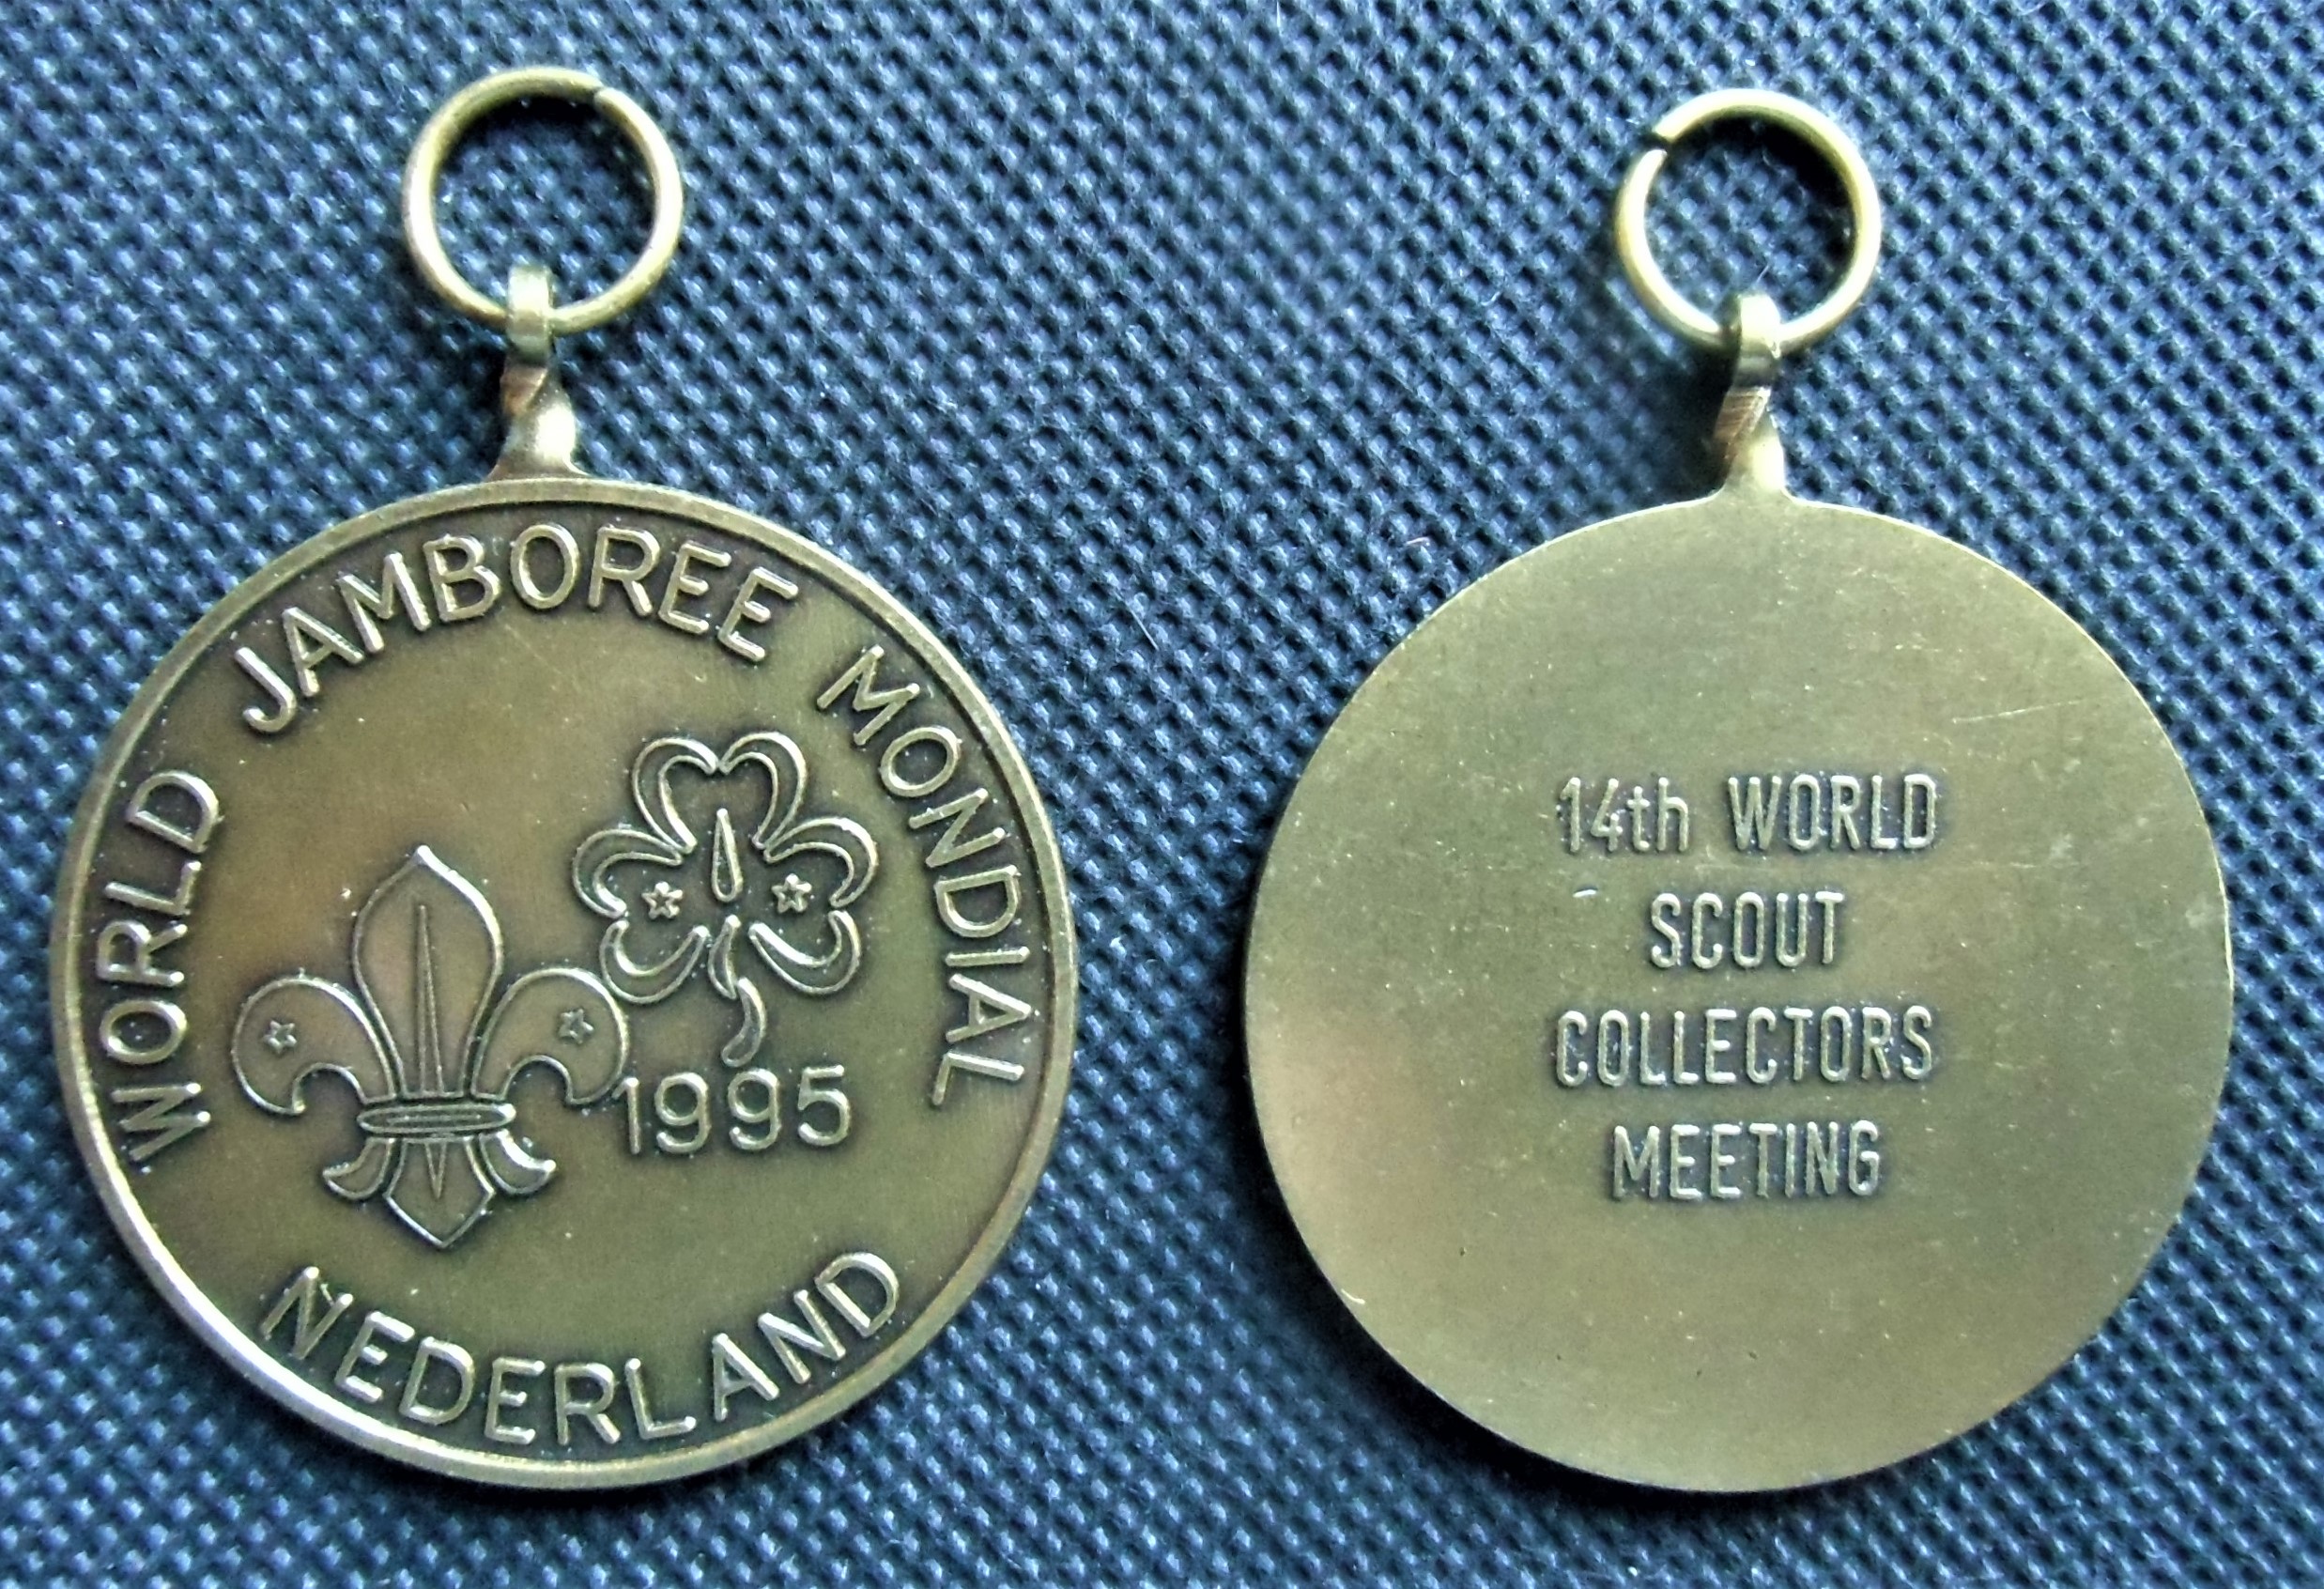 WORLD JAMBOREE MONDIAL
1995
NEDERLAND
14th WORLD
SCOUT
COLLECTORS
MEETING